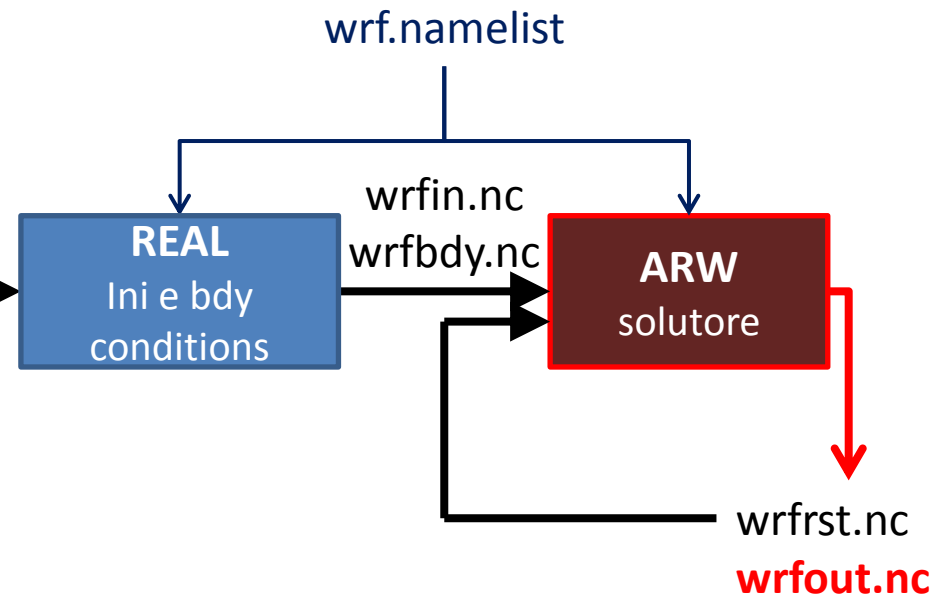 wrf.namelist
REAL
Ini e bdy
conditions
wrfin.nc
wrfbdy.nc
ARW
solutore
wrfrst.nc
wrfout.nc